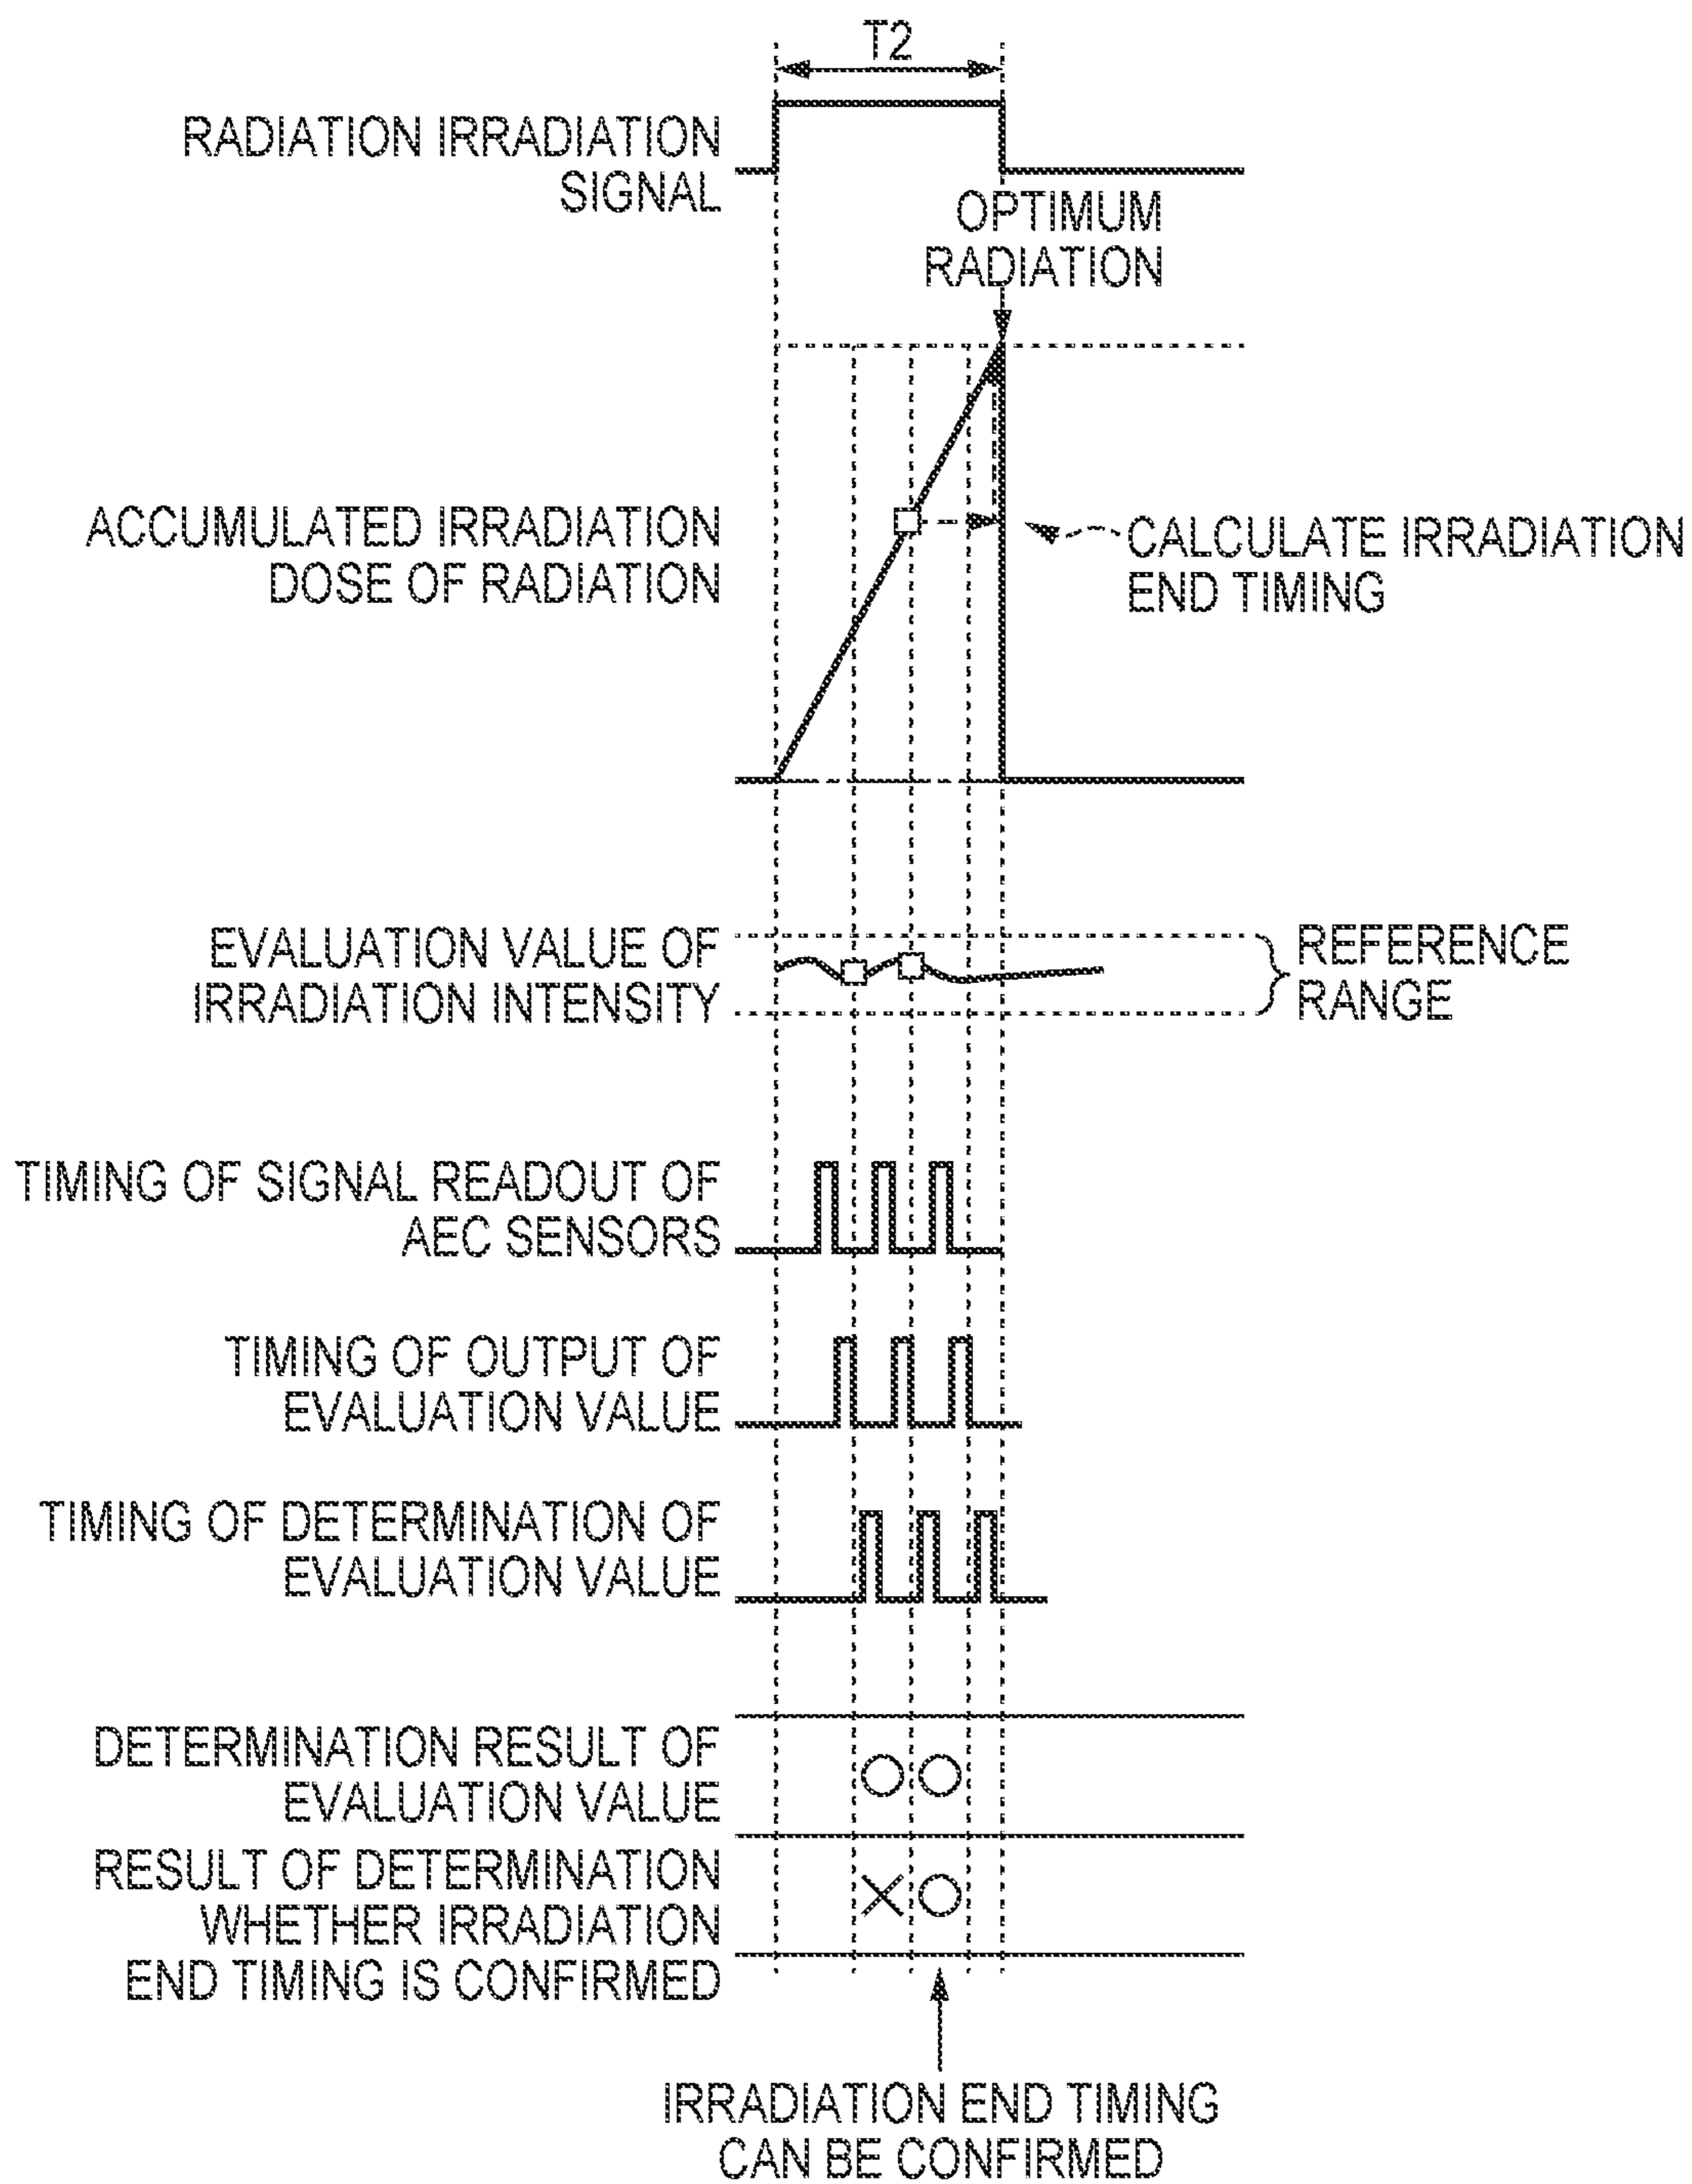 T2
RADIATION IRRADIATION
SIGNAL
OPTIMUM
RADIATION
ACCUMULATED IRRADIATION
DOSE OF RADIATION
CALCULATE IRRADIATION
END TIMING
EVALUATION VALUE OF
IRRADIATION INTENSITY
REFERENCE
RANGE
TIMING OF SIGNAL READOUT OF
AEC SENSORS
TIMING OF OUTPUT OF
EVALUATION VALUE
TIMING OF DETERMINATION OF
EVALUATION VALUE
DETERMINATION RESULT OF
EVALUATION VALUE
RESULT OF DETERMINATION
WHETHER IRRADIATION
END TIMING IS CONFIRMED
IRRADIATION END TIMING
CAN BE CONFIRMED